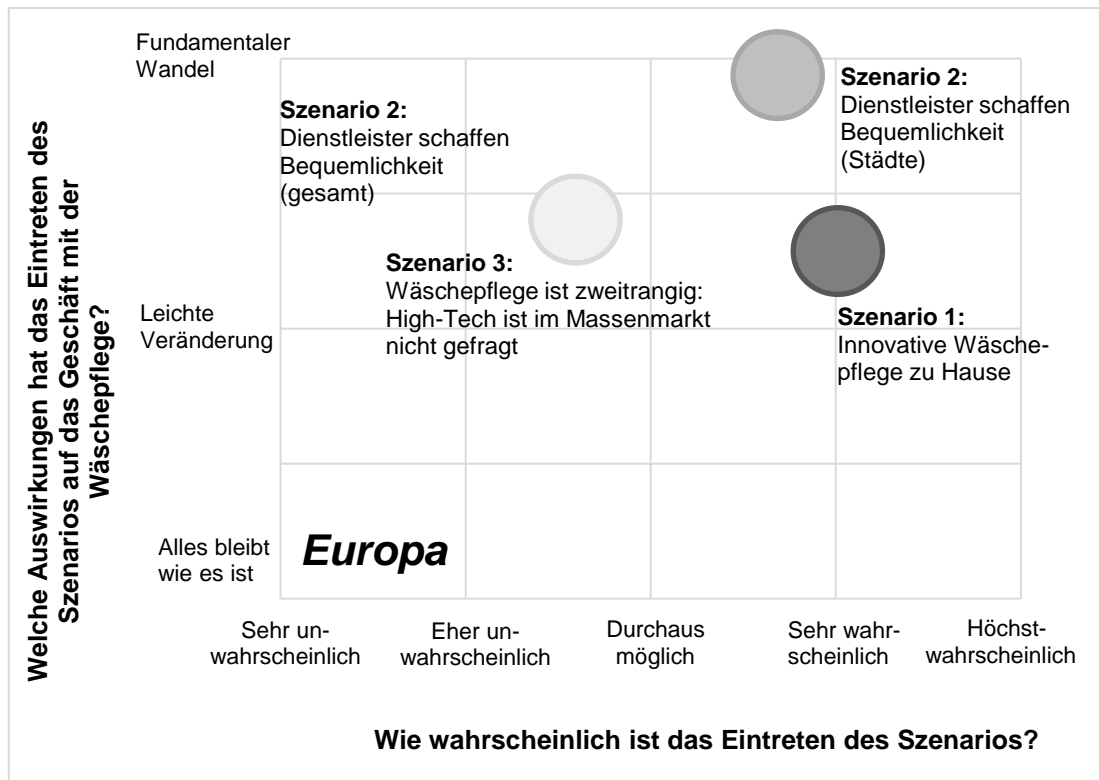 Welche Auswirkungen hat das Eintreten des
Szenarios auf das Geschäft mit der
Wäschepflege?
Fundamentaler
Wandel
Leichte
Veränderung
Alles bleibt
wie es ist
Szenario 2:
Dienstleister schaffen
Bequemlichkeit
(gesamt)
Szenario 2:
Dienstleister schaffen
Bequemlichkeit
(Städte)
Szenario 3:
Wäschepflege ist zweitrangig:
High-Tech ist im Massenmarkt
nicht gefragt
Szenario 1:
Innovative Wäsche-
pflege zu Hause
Europa
Sehr un-
wahrscheinlich
Eher un-
wahrscheinlich
Durchaus
möglich
Sehr wahr-
scheinlich
Höchst-
wahrscheinlich
Wie wahrscheinlich ist das Eintreten des Szenarios?